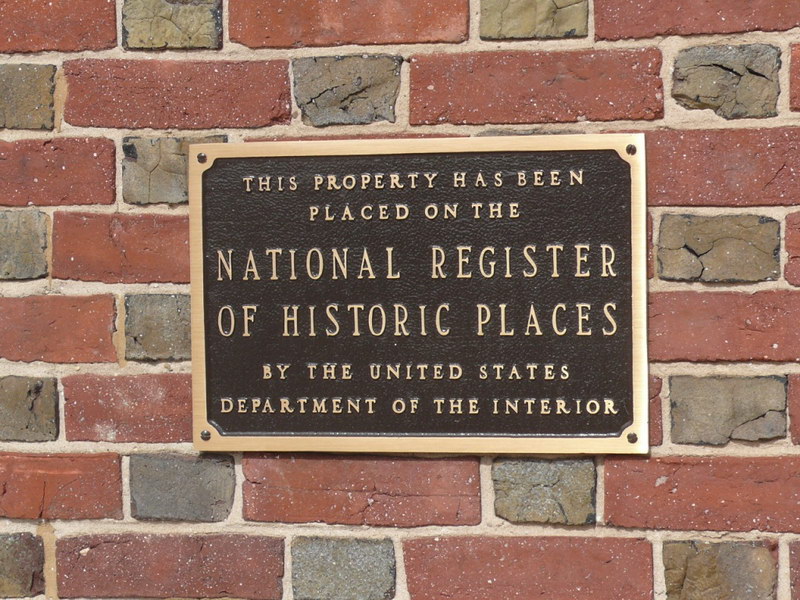 THIS PROPERTY HAS BEEN
PLACED ON THE
NATIONAL REGISTER
OF HISTORIC PLACES
BY THE UNITED STATES
DEPARTMENT OF THE INTERIOR